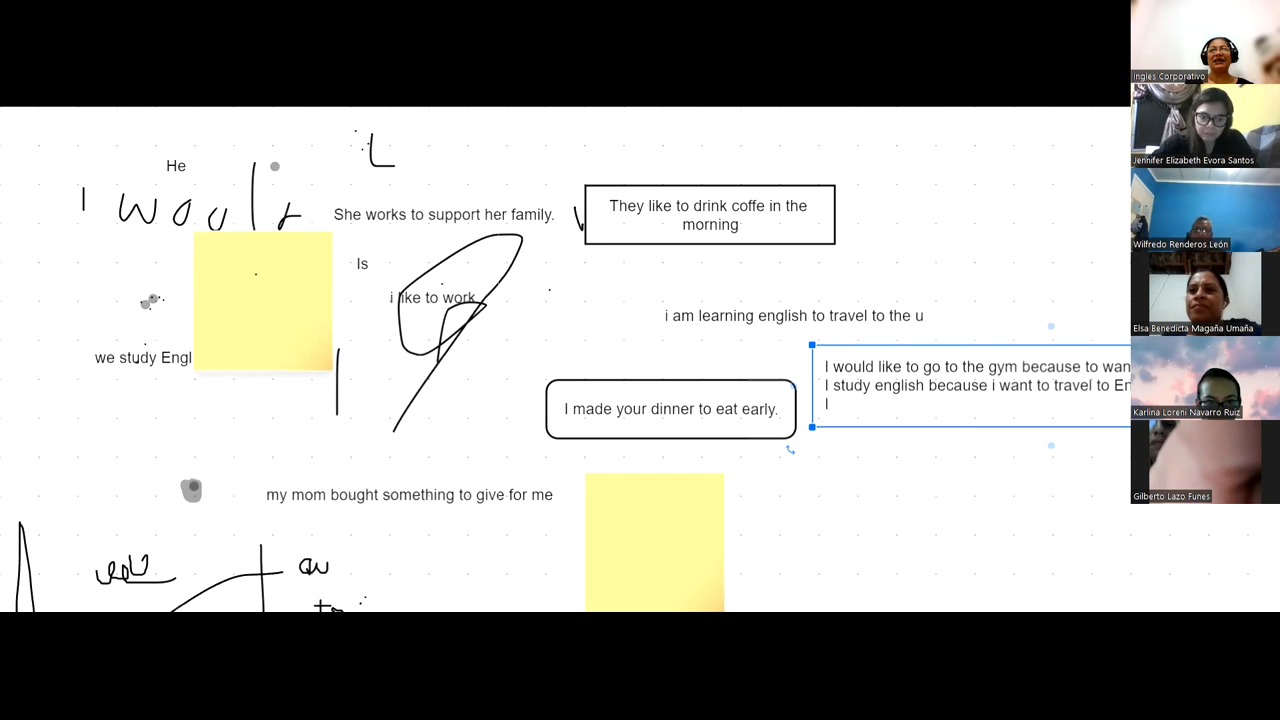 He
I woold
She works to support her family.
They like to drink coffe in the
morning
Is
i like to work
i am learning english to travel to the u
we study Engl
I would like to go to the gym because to wan
I study english because i want to travel to En
I
I made your dinner to eat early.
my mom bought something to give for me
Ingles Corporativo
Jennifer Elizabeth Evora Santos
Wilfredo Renderos León
Elsa Benedicta Magaña Umaña
Karlina Loreni Navarro Ruiz
Gilberto Lazo Funes